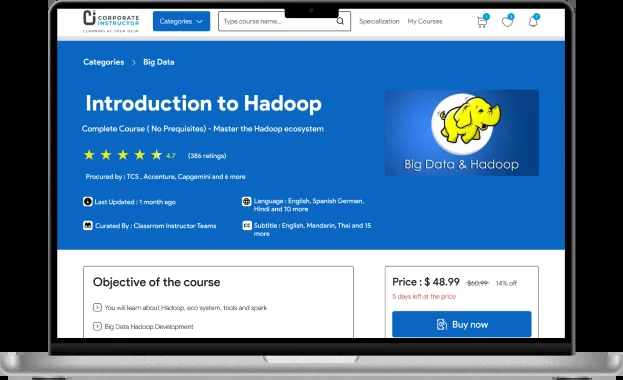 CORPORATE
INSTRUCTOR
LEARNING AT YOUR DESK
Categories
Type course name...
Specialization
My Courses
Categories > Big Data
Introduction to Hadoop
Complete Course ( No Prequisites) - Master the Hadoop ecosystem
4.7 (386 ratings)
Procured by : TCS , Accenture, Capgemini and 6 more
Last Updated : 1 month ago
Language : English, Spanish German,
Hindi and 10 more
Curated By : Classrrom Instructor Teams
CC
Subtitle : English, Mandarin, Thai and 15
more
Big Data & Hadoop
Objective of the course
You will learn about Hadoop, eco system, tools and spark
Big Data Hadoop Development
Price : $ 48.99 $60.99 14% off
5 days left at the price
Buy now